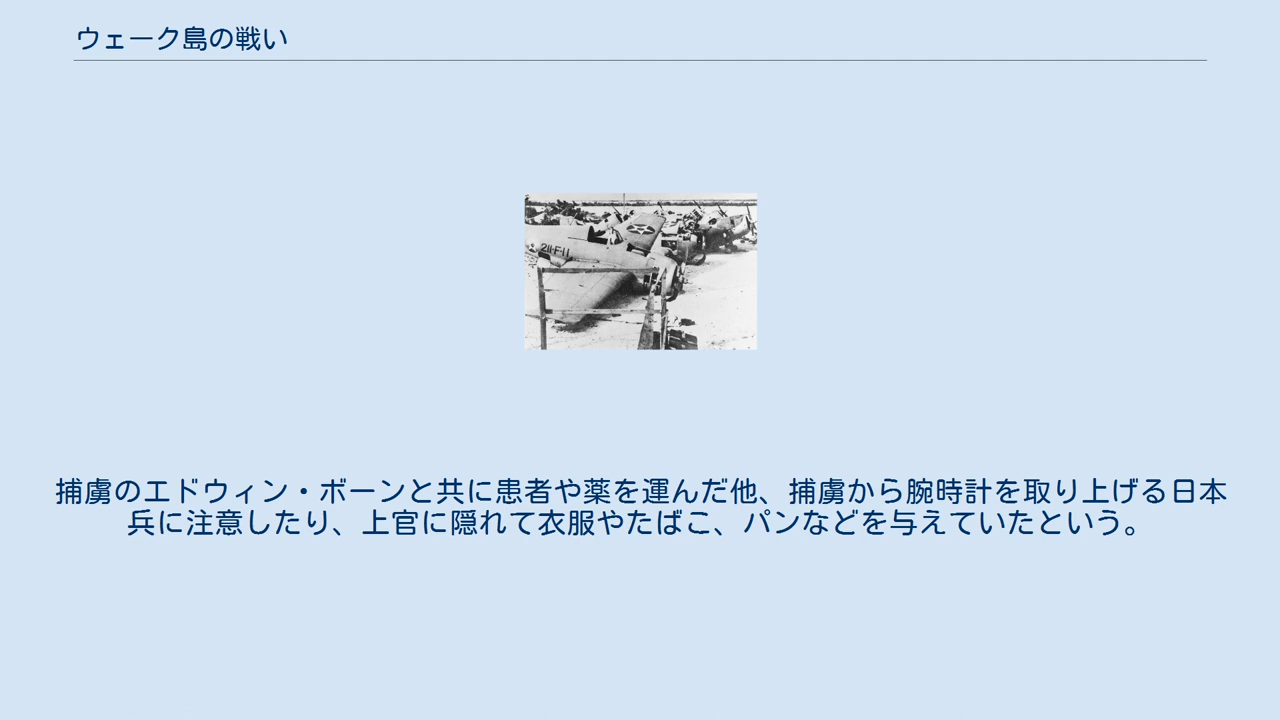 ウェーク島の戦い
211-F-11
捕虜のエドウィン・ボーンと共に患者や薬を運んだ他、捕虜から腕時計を取り上げる日本
兵に注意したり、上官に隠れて衣服やたばこ、パンなどを与えていたという。